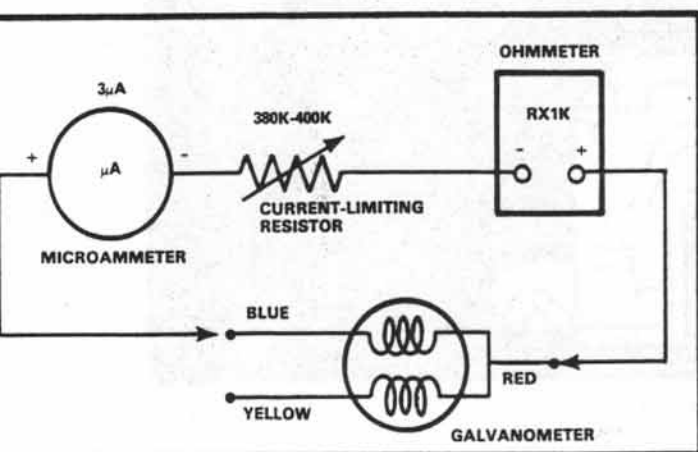 OHMMETER
3μA
380K-400K
RX1K
+
μA
-
-
+
CURRENT-LIMITING
RESISTOR
MICROAMMETER
BLUE
RED
YELLOW
GALVANOMETER